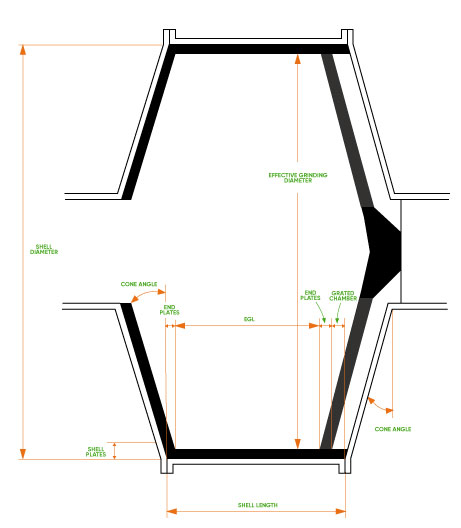 EFFECTIVE GRINDING
DIAMETER
SHELL
DIAMETER
CONE ANGLE
END
PLATES
END
PLATES
GRATED
CHAMBER
EGL
CONE ANGLE
SHELL
PLATES
SHELL LENGTH